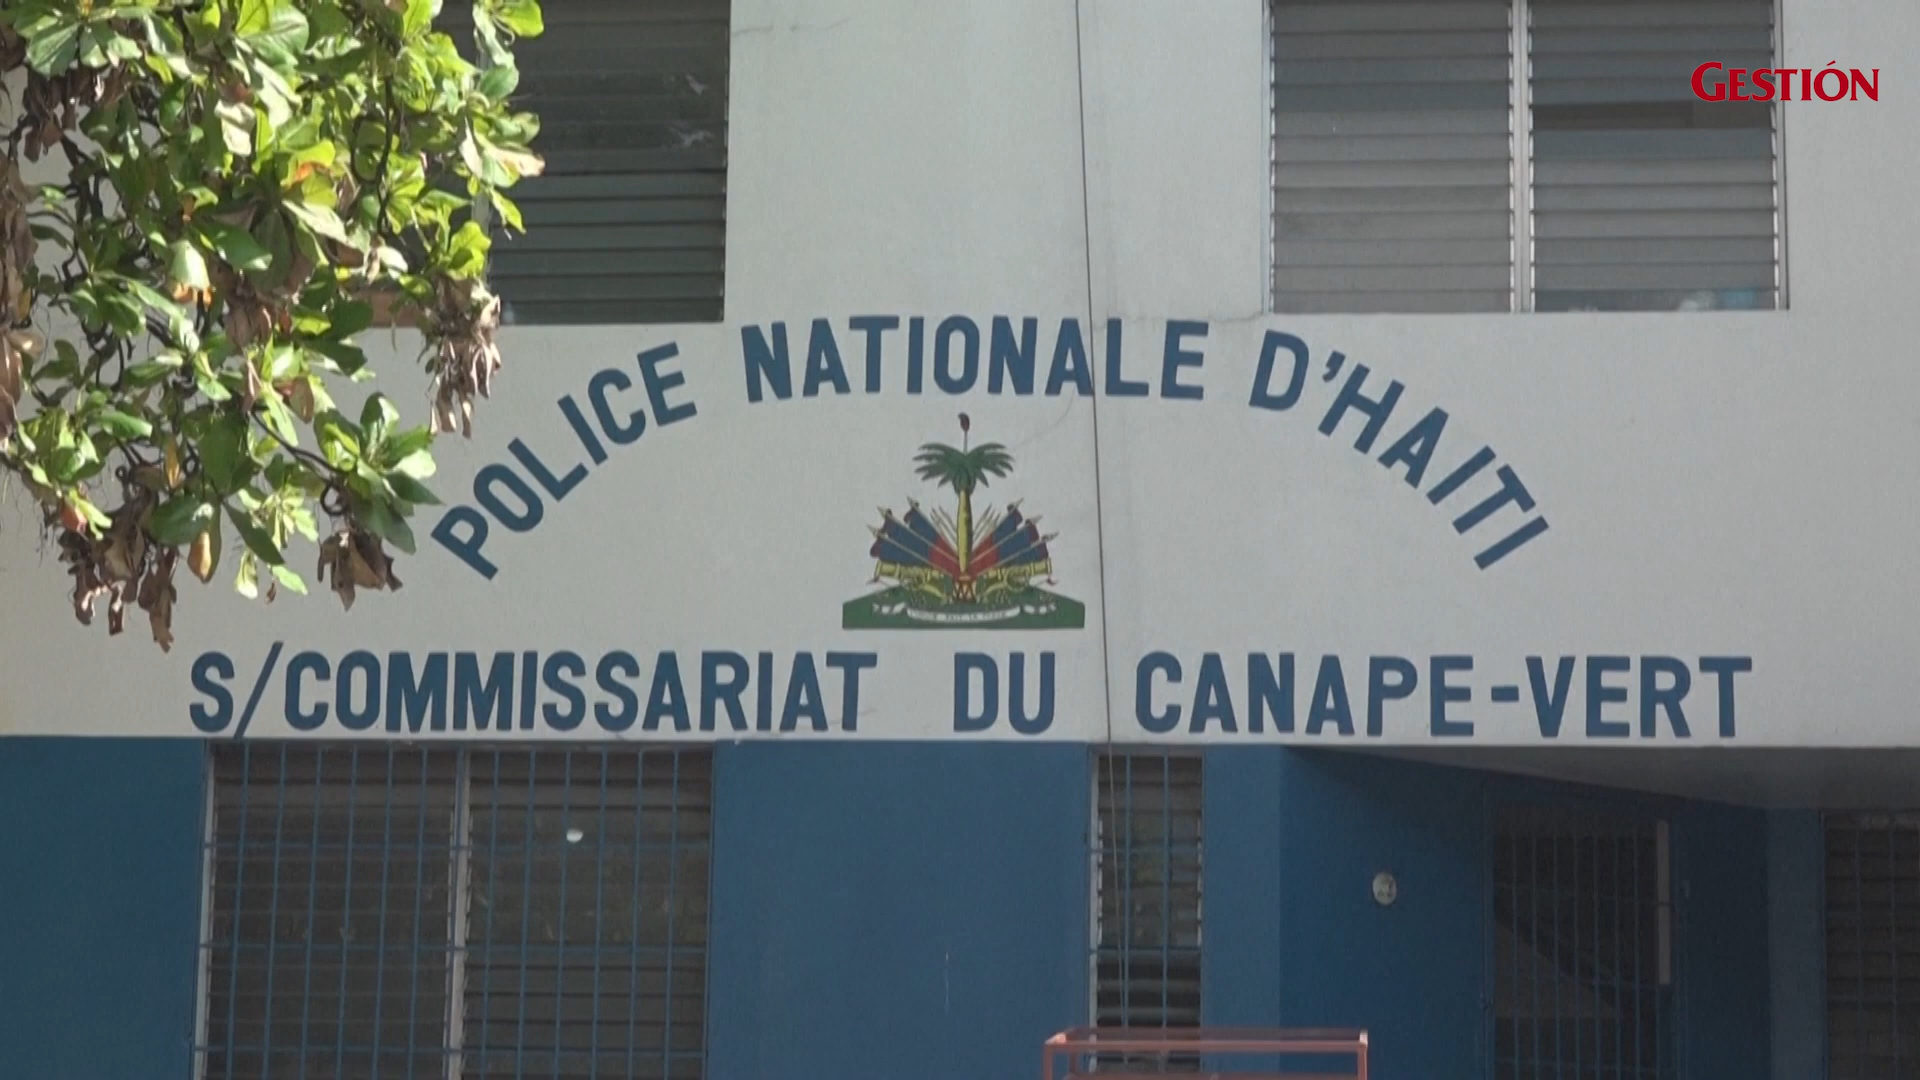 GESTIÓN
POLICE NATIONALE D'HAITI
S/COMMISSARIAT DU CANAPE-VERT